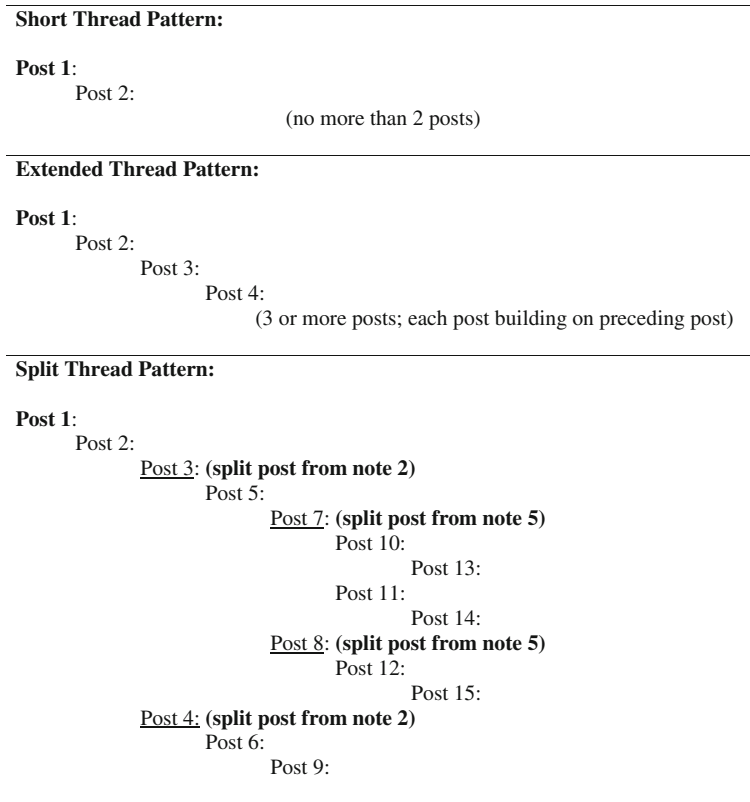 Short Thread Pattern:
Post 1:
Post 2:
(no more than 2 posts)
Extended Thread Pattern:
Post 1:
Post 2:
Post 3:
Post 4:
(3 or more posts; each post building on preceding post)
Split Thread Pattern:
Post 1:
Post 2:
Post 3: (split post from note 2)
Post 5:
Post 7: (split post from note 5)
Post 10:
Post 13:
Post 11:
Post 14:
Post 8: (split post from note 5)
Post 12:
Post 15:
Post 4: (split post from note 2)
Post 6:
Post 9: